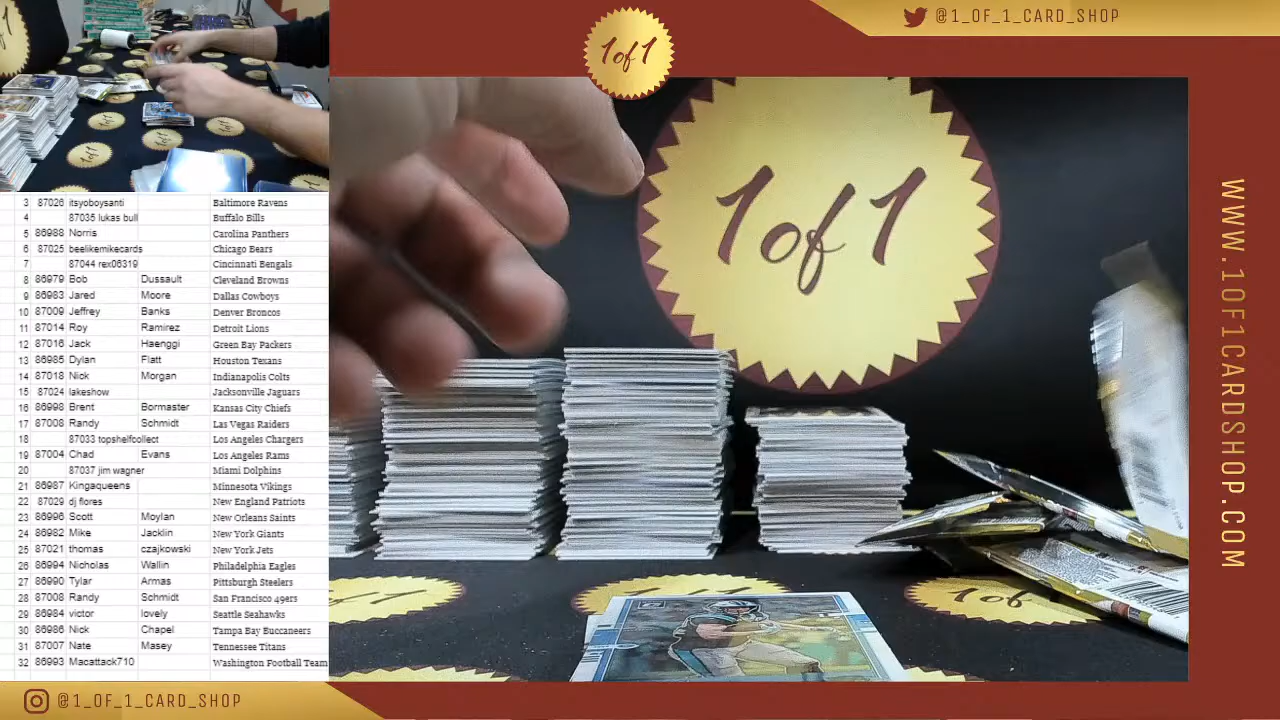 @1_OF_1_CARD_SHOP
1of1
1of1
WWW.1OF1CARDSHOP.COM
3 87026 itsyoboysanti Baltimore Ravens
4 87035 lukas bull Buffalo Bills
5 86988 Norris Carolina Panthers
6 87025 beelikemikecards Chicago Bears
7 87044 rex06319 Cincinnati Bengals
8 86979 Bob Dussault Cleveland Browns
9 86983 Jared Moore Dallas Cowboys
10 87009 Jeffrey Banks Denver Broncos
11 87014 Roy Ramirez Detroit Lions
12 87016 Jack Haenggi Green Bay Packers
13 86985 Dylan Flatt Houston Texans
14 87018 Nick Morgan Indianapolis Colts
15 87024 lakeshow Jacksonville Jaguars
16 86998 Brent Bormaster Kansas City Chiefs
17 87008 Randy Schmidt Las Vegas Raiders
18 87033 topshelfcollect Los Angeles Chargers
19 87004 Chad Evans Los Angeles Rams
20 87037 jim wagner Miami Dolphins
21 86987 Kingaqueens Minnesota Vikings
22 87029 dj flores New England Patriots
23 86996 Scott Moylan New Orleans Saints
24 86982 Mike Jacklin New York Giants
25 87021 thomas czajkowski New York Jets
26 86994 Nicholas Wallin Philadelphia Eagles
27 86990 Tylar Armas Pittsburgh Steelers
28 87008 Randy Schmidt San Francisco 49ers
29 86984 victor lovely Seattle Seahawks
30 86986 Nick Chapel Tampa Bay Buccaneers
31 87007 Nate Masey Tennessee Titans
32 86993 Macattack710 Washington Football Team
@1_OF_1_CARD_SHOP